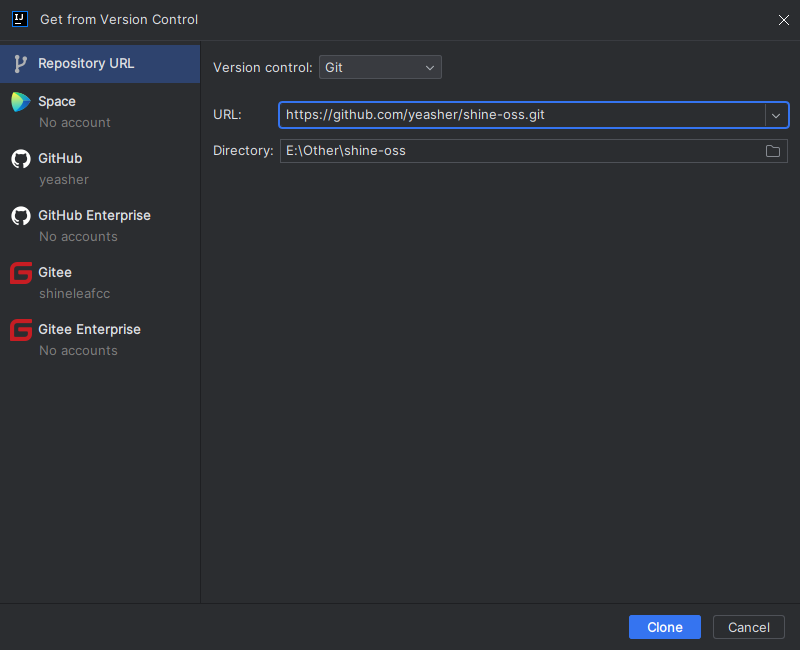 Get from Version Control
Repository URL
Space
No account
GitHub
yeasher
GitHub Enterprise
No accounts
Gitee
shineleafcc
Gitee Enterprise
No accounts
Version control: Git
URL: https://github.com/yeasher/shine-oss.git
Directory: E:\Other\shine-oss
Clone Cancel